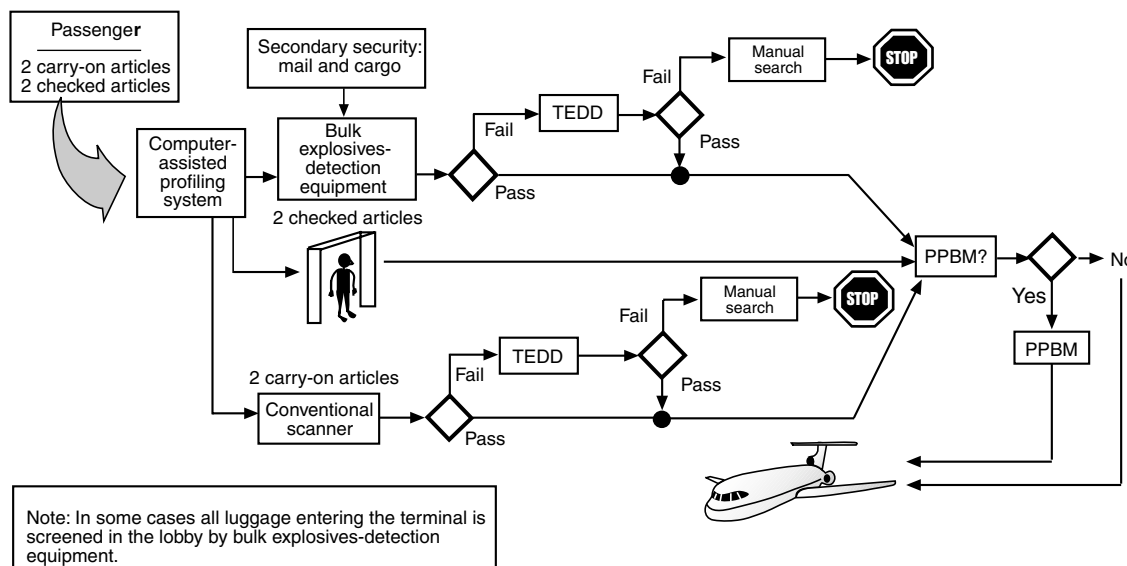 Passenger
2 carry-on articles
2 checked articles
Secondary security:
mail and cargo
Computer-
assisted
profiling
system
Bulk
explosives-
detection
equipment
2 checked articles
Fail
Pass
TEDD
Fail
Pass
Manual
search
STOP
2 carry-on articles
Conventional
scanner
Fail
Pass
TEDD
Fail
Pass
Manual
search
STOP
PPBM?
No
Yes
PPBM
Note: In some cases all luggage entering the terminal is
screened in the lobby by bulk explosives-detection
equipment.